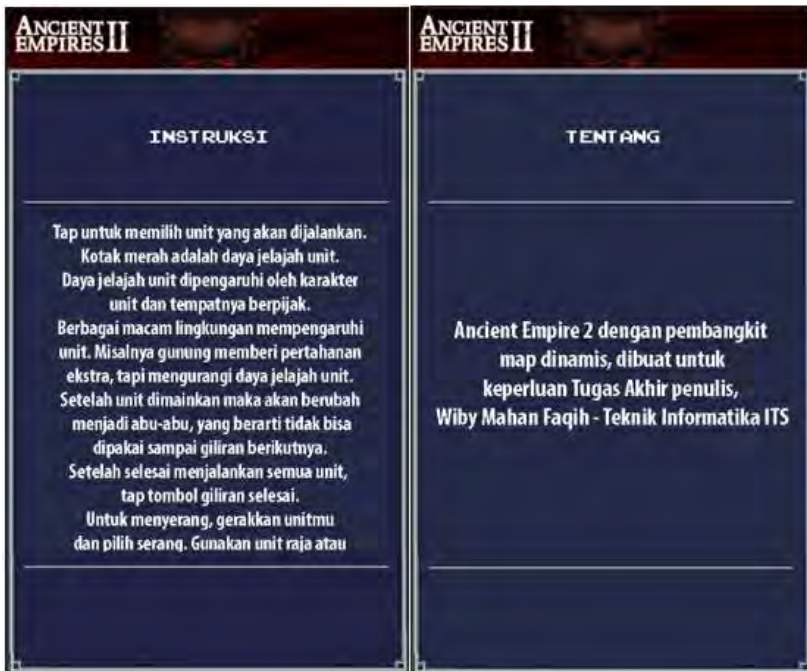 ANCIENT
EMPIRES II
INSTRUKSI
Tap untuk memilih unit yang akan dijalankan.
Kotak merah adalah daya jelajah unit.
Daya jelajah unit dipengaruhi oleh karakter
unit dan tempatnya berpijak.
Berbagai macam lingkungan mempengaruhi
unit. Misalnya gunung memberi pertahanan
ekstra, tapi mengurangi daya jelajah unit.
Setelah unit dimainkan maka akan berubah
menjadi abu-abu, yang berarti tidak bisa
dipakai sampai giliran berikutnya.
Setelah selesai menjalankan semua unit,
tap tombol giliran selesai.
Untuk menyerang, gerakkan unitmu
dan pilih serang. Gunakan unit raja atau
ANCIENT
EMPIRES II
TENTANG
Ancient Empire 2 dengan pembangkit
map dinamis, dibuat untuk
keperluan Tugas Akhir penulis,
Wiby Mahan Faqih - Teknik Informatika ITS